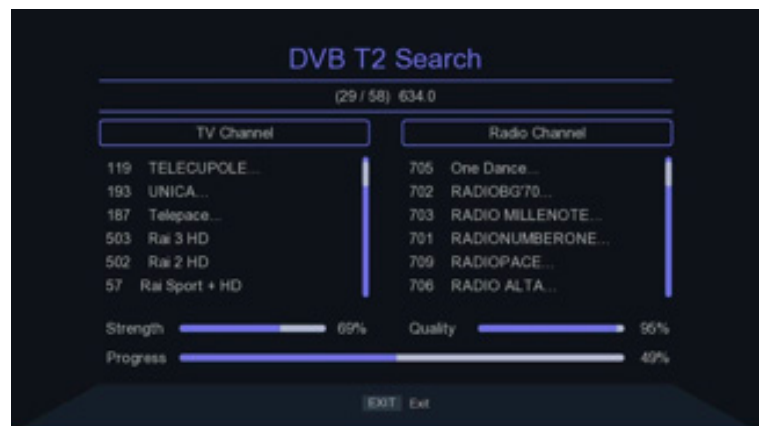 DVB T2 Search
(29 / 58) 634.0
TV Channel
Radio Channel
119 TELECUPOLE...
193 UNICA...
187 Telepace...
503 Rai 3 HD
502 Rai 2 HD
57 Rai Sport + HD
705 One Dance...
702 RADIOBG'70...
703 RADIO MILLENOTE...
701 RADIONUMBERONE...
709 RADIOPACE...
706 RADIO ALTA...
Strength 69%
Quality 95%
Progress 49%
EXIT Exit